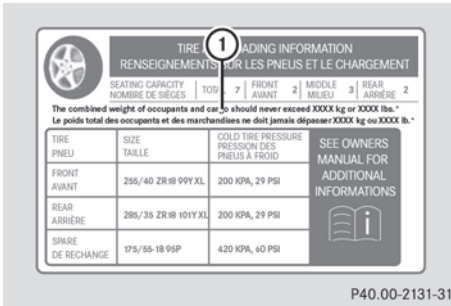 1
TIRE AND LOADING INFORMATION
RENSEIGNEMENTS SUR LES PNEUS ET LE CHARGEMENT
SEATING CAPACITY TOTAL 7 FRONT 2 MIDDLE 3 REAR 2
NOMBRE DE SIÈGES AVANT MILIEU ARRIÈRE
The combined weight of occupants and cargo should never exceed XXXX kg or XXXX lbs.*
Le poids total des occupants et des marchandises ne doit jamais dépasser XXXX kg ou XXXX lb.*
TIRE SIZE COLD TIRE PRESSURE
PNEU TAILLE PRESSION DES
PNEUS À FROID
SEE OWNERS
MANUAL FOR
ADDITIONAL
INFORMATIONS
FRONT
AVANT 255/40 ZR 18 99Y XL 200 KPA, 29 PSI
REAR
ARRIÈRE 285/35 ZR 18 101Y XL 200 KPA, 29 PSI
SPARE
DE RECHANGE 175/55-18 95P 420 KPA, 60 PSI
i
P40.00-2131-31